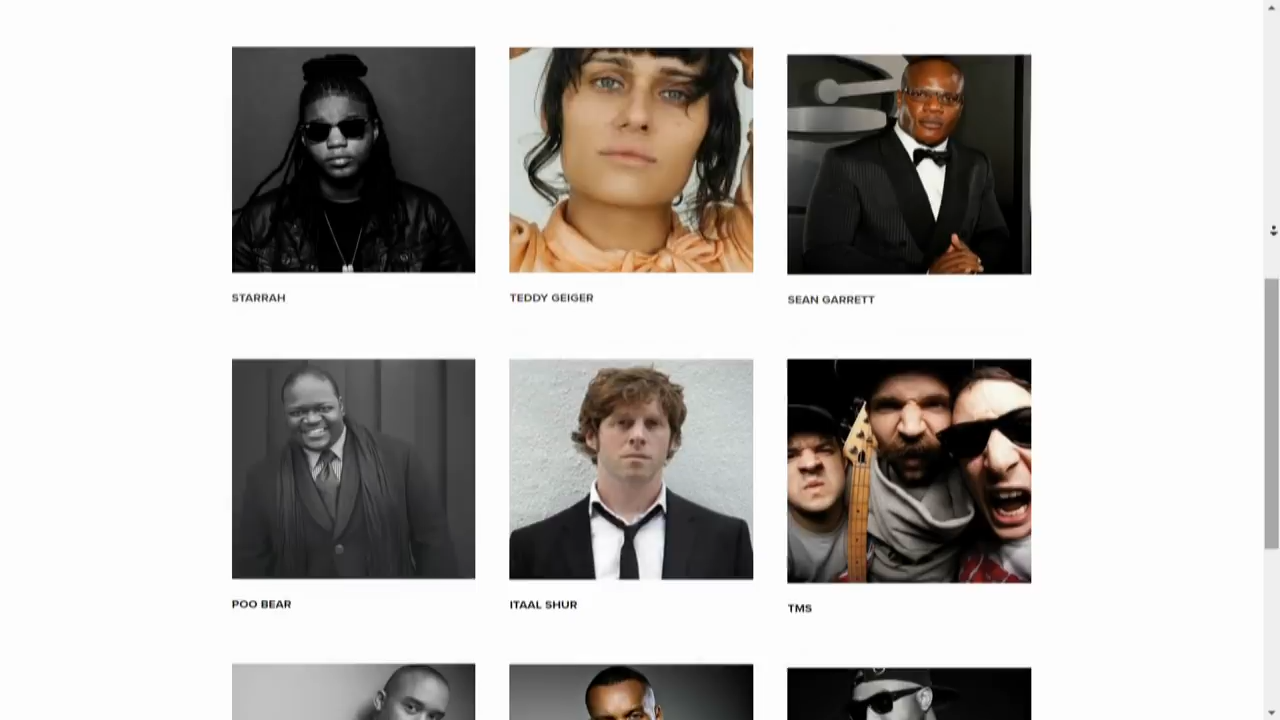 STARRAH
TEDDY GEIGER
SEAN GARRETT
POO BEAR
ITAAL SHUR
TMS